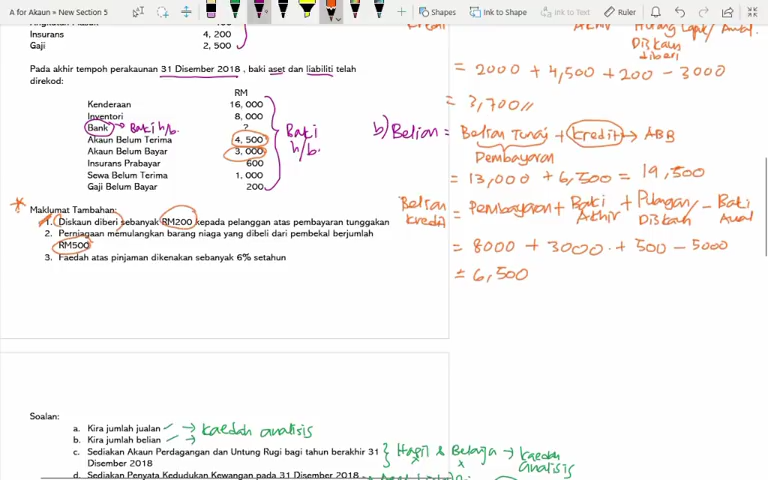 A for Akaun » New Section 5
Shapes
Ink to Shape
Ink to Text
Ruler
Insurans 4, 200
Gaji 2, 500
Pada akhir tempoh perakaunan 31 Disember 2018 , baki aset dan liabiliti telah
direkod:
RM
Kenderaan 16, 000
Inventori 8, 000
Bank ?
Baki h/b.
Akaun Belum Terima 4, 500
Akaun Belum Bayar 3, 000
Insurans Prabayar 600
Sewa Belum Terima 1, 000
Gaji Belum Bayar 200
Baki
h/b.
Maklumat Tambahan:
1. Diskaun diberi sebanyak RM200 kepada pelanggan atas pembayaran tunggakan
2. Perniagaan memulangkan barang niaga yang dibeli dari pembekal berjumlah
RM500
3. Faedah atas pinjaman dikenakan sebanyak 6% setahun
Diskaun
diberi
= 2000 + 4,500 + 200 - 3000
= 3,700 //
b) Belian = Belian Tunai + kredit → ABB
Pembayaran
= 13,000 + 6,500 = 19,500
Belian Kredit = Pembayaran + Baki Akhir + Pulangan/ Diskaun - Baki Awal
= 8000 + 3000 + 500 - 5000
= 6,500
Soalan:
a. Kira jumlah jualan → kaedah analisis
b. Kira jumlah belian →
c. Sediakan Akaun Perdagangan dan Untung Rugi bagi tahun berakhir 31
Disember 2018
Hasil & Belanja → kaedah
analisis
d. Sediakan Penyata Kedudukan Kewangan pada 31 Disember 2018